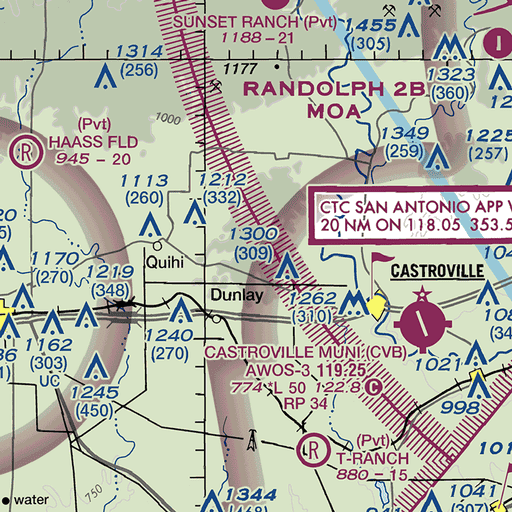 SUNSET RANCH (Pvt)
1188 - 21
1455
(305)
1314
(256)
1177
1323
(360)
RANDOLPH 2B
MOA
1000
(Pvt)
HAASS FLD
945 - 20
R
1349
(259)
1225
(257)
1113
(260)
1212
(332)
CTC SAN ANTONIO APP
20 NM ON 118.05 353.5
1300
(309)
1170
(270)
1219
(348)
Quihi
CASTROVILLE
Dunlay
1262
(310)
1162
(303)
UC
1240
(270)
CASTROVILLE MUNI (CVB)
AWOS-3 119.25
774 *L 50 122.8 C
RP 34
1021
1245
(450)
998
(Pvt)
T-RANCH
880 - 15
R
750
water
1344
(468)
1041
(307)